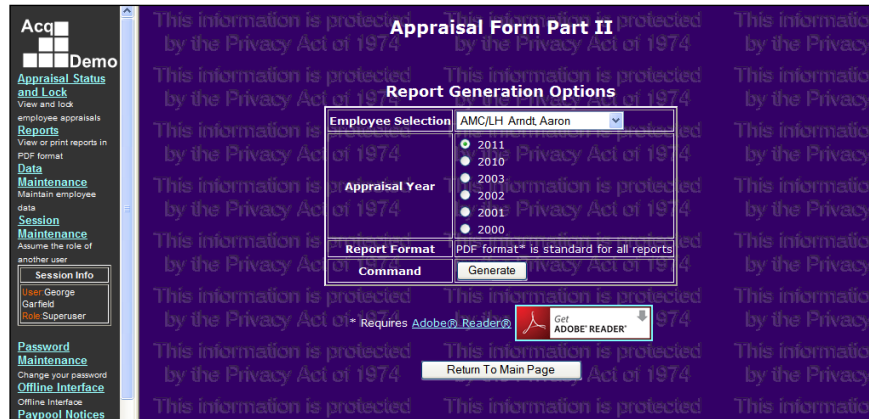 Acq
Demo
Appraisal Status
and Lock
View and lock
employee appraisals
Reports
View or print reports in
PDF format
Data
Maintenance
Maintain employee
data
Session
Maintenance
Assume the role of
another user
Session Info
User George
Garfield
Role Superuser
Password
Maintenance
Change your password
Offline Interface
Offline Interface
Paypool Notices
Appraisal Form Part II
Report Generation Options
Employee Selection AMC/LH Arndt, Aaron
Appraisal Year
2011
2010
2003
2002
2001
2000
Report Format PDF format* is standard for all reports
Command Generate
* Requires Adobe® Reader® Get
ADOBE® READER®
Return To Main Page
This information is protected
by the Privacy Act of 1974